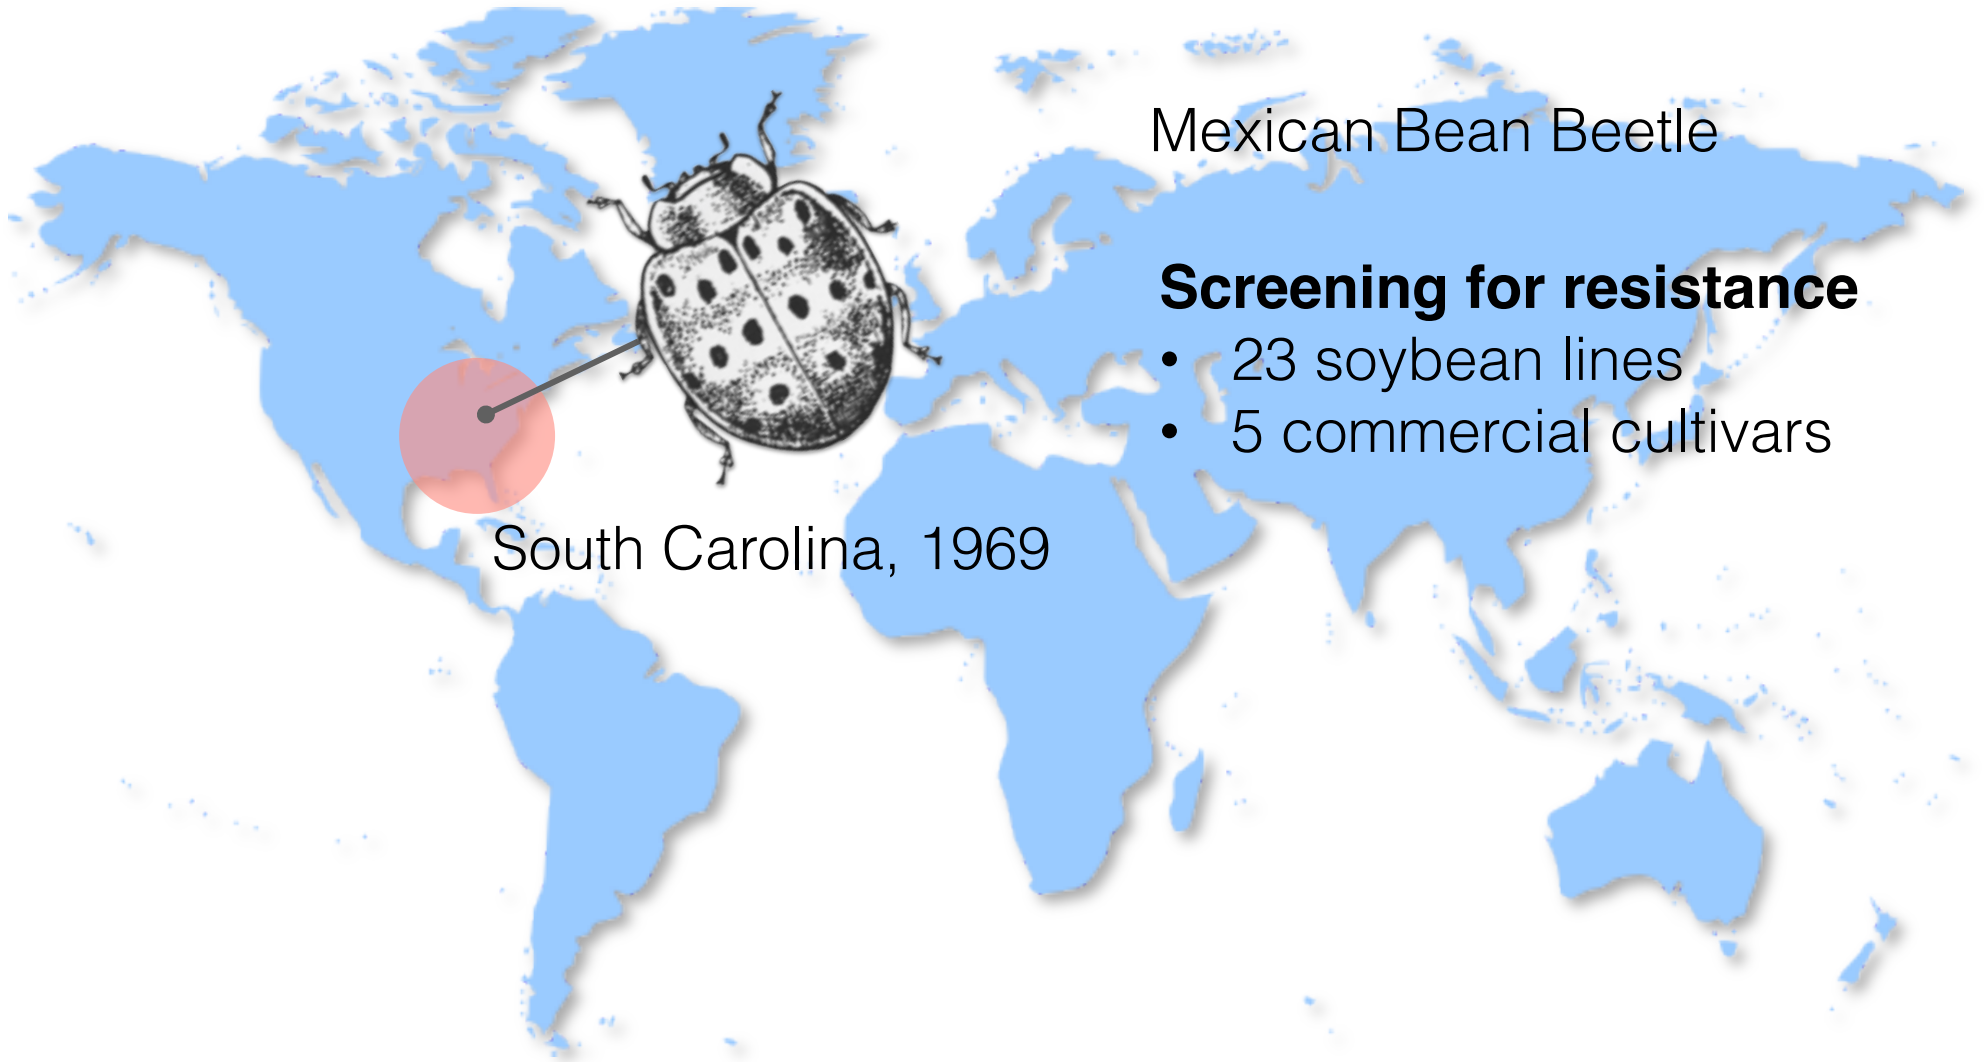 Mexican Bean Beetle
Screening for resistance
• 23 soybean lines
• 5 commercial cultivars
South Carolina, 1969